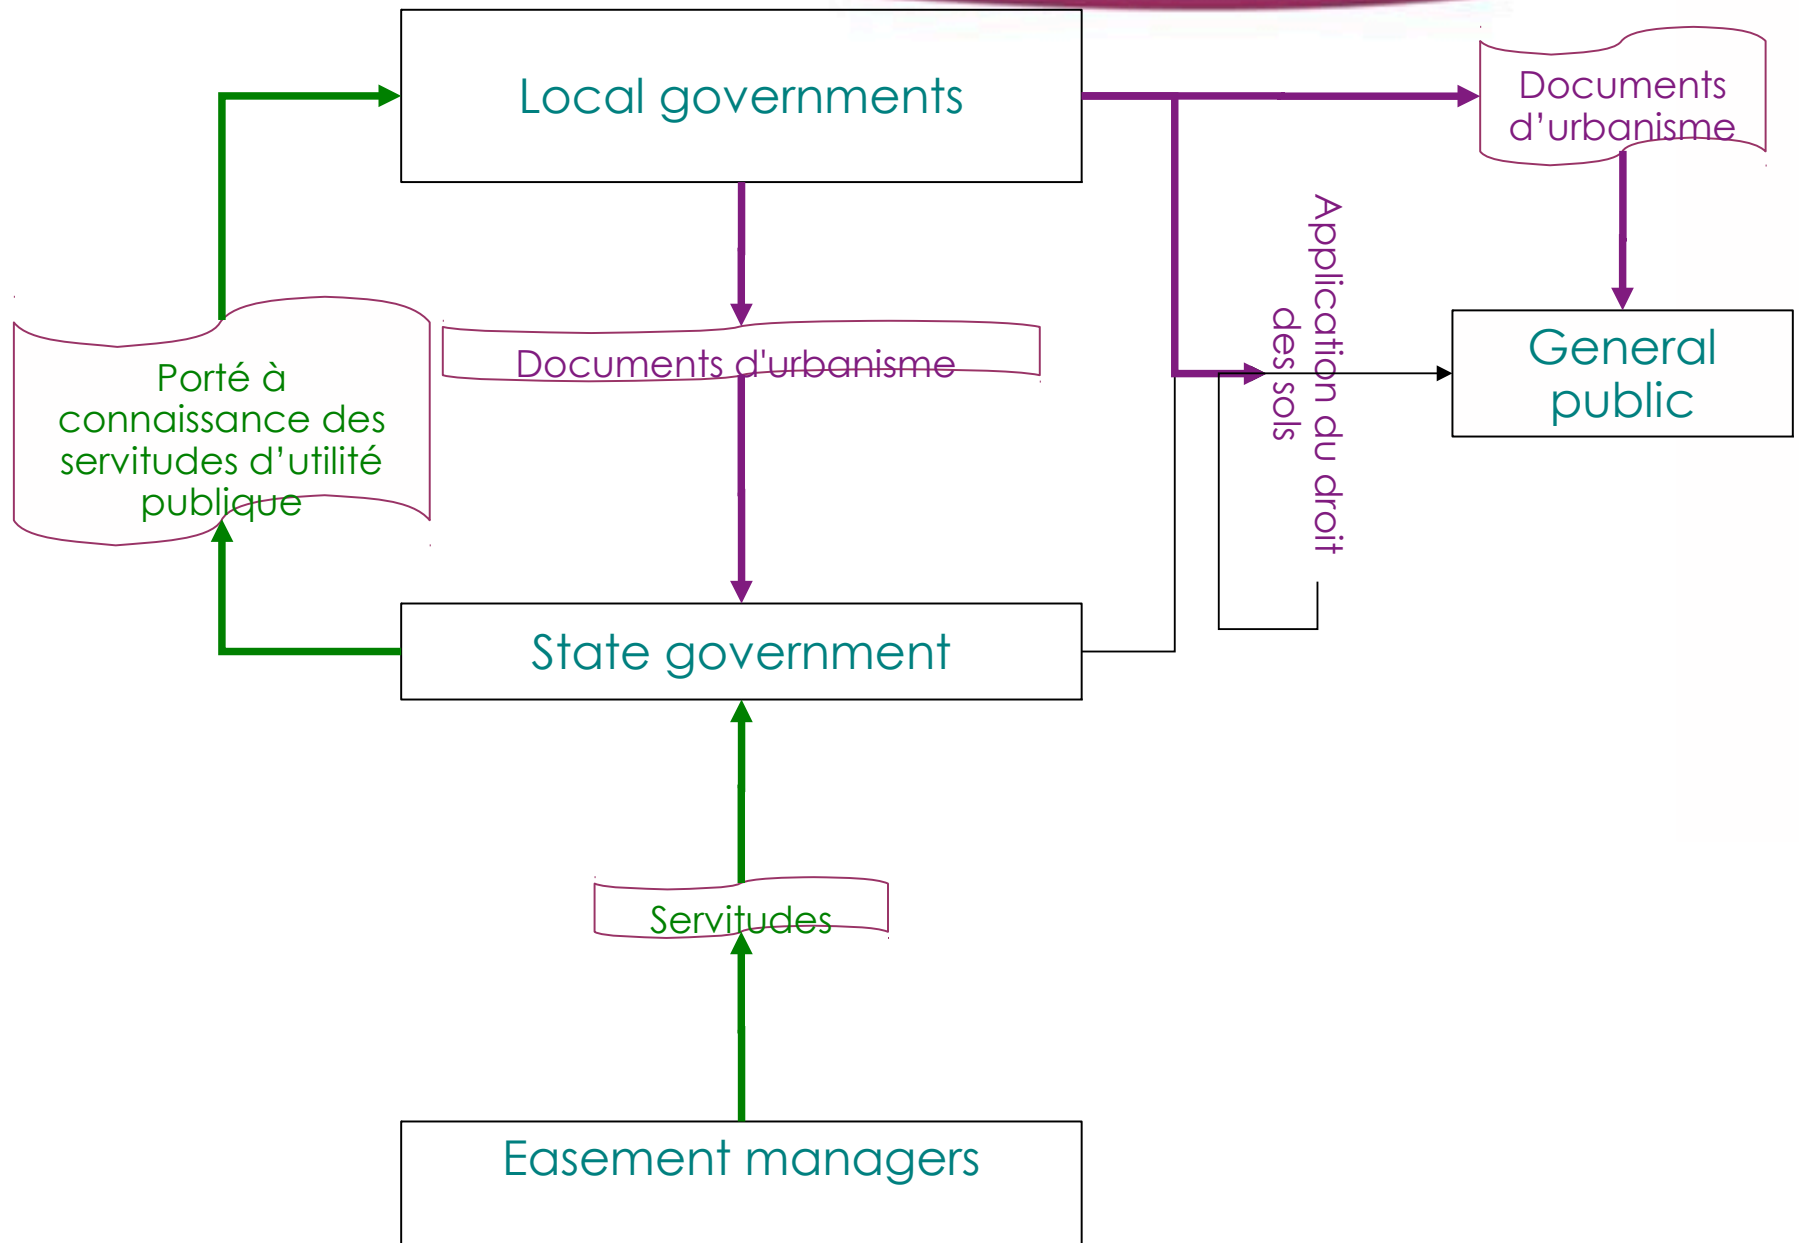 Local governments
Documents
d’urbanisme
Application du droit
des sols
General
public
Documents d'urbanisme
Porté à
connaissance des
servitudes d’utilité
publique
State government
Servitudes
Easement managers